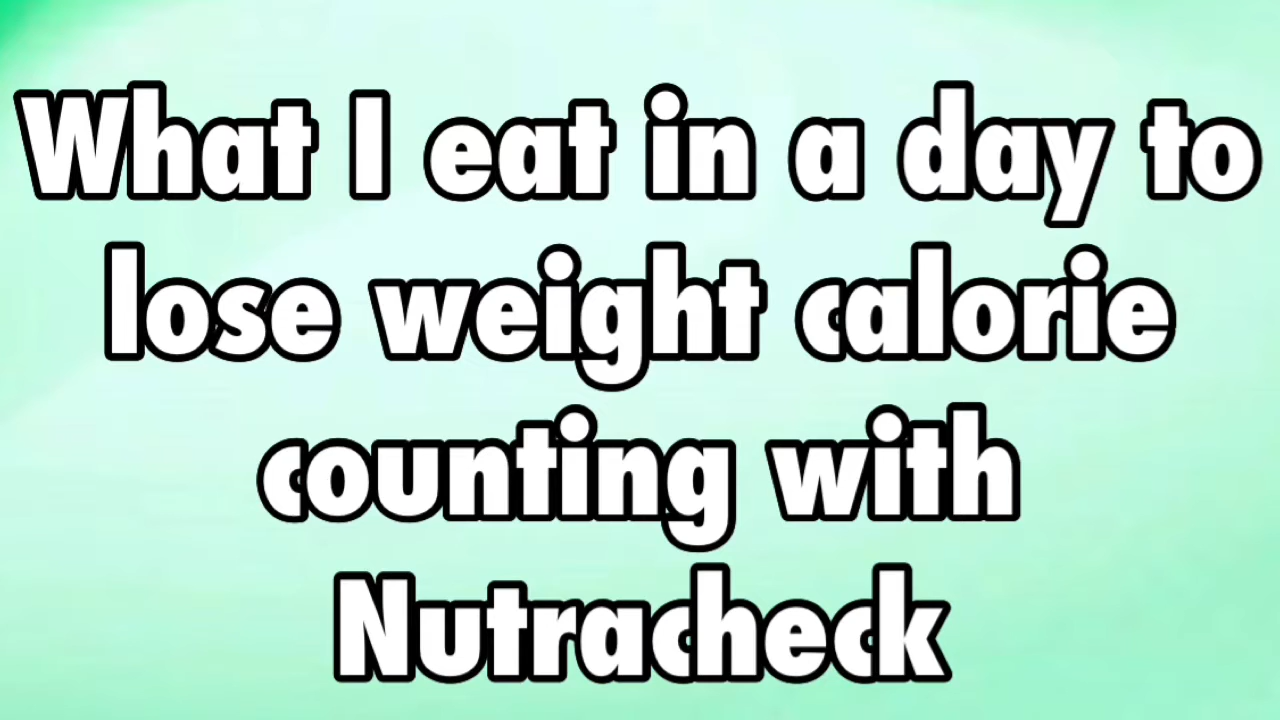 What I eat in a day to
lose weight calorie
counting with
Nutracheck